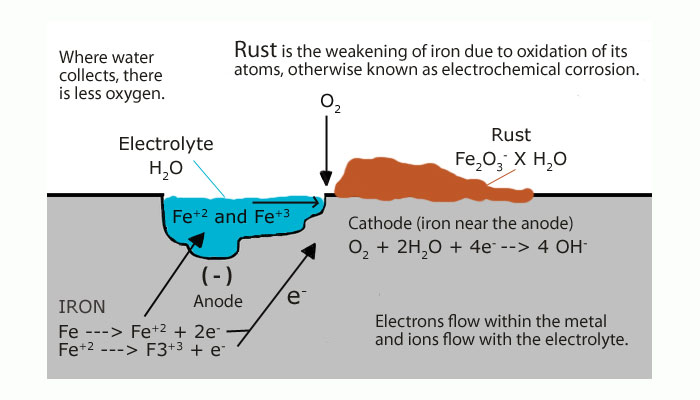 Where water
collects, there
is less oxygen.
Rust is the weakening of iron due to oxidation of its
atoms, otherwise known as electrochemical corrosion.
O₂
Electrolyte
H₂O
Rust
Fe₂O₃⁻ X H₂O
Fe⁺² and Fe⁺³
Cathode (iron near the anode)
O₂ + 2H₂O + 4e⁻ --> 4 OH⁻
(-)
Anode
e⁻
IRON
Fe ---> Fe⁺² + 2e⁻
Fe⁺² ---> F3⁺³ + e⁻
Electrons flow within the metal
and ions flow with the electrolyte.